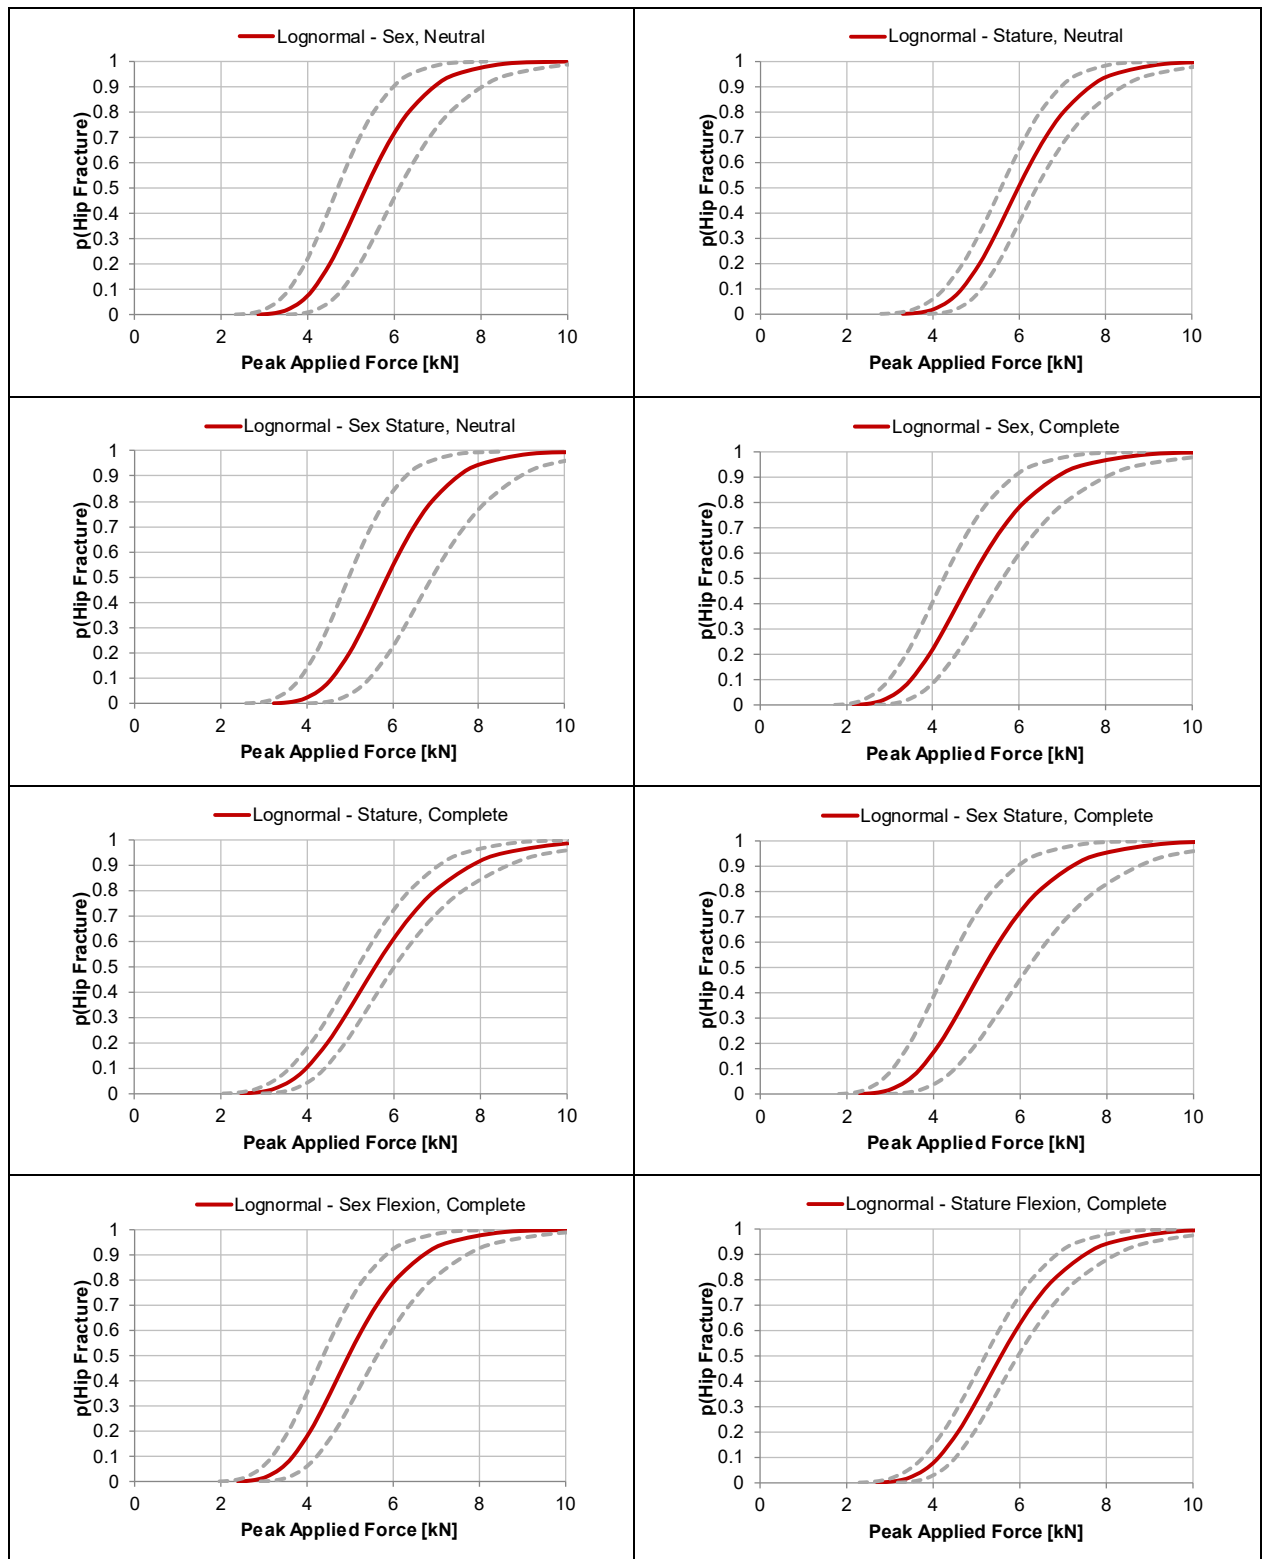 Lognormal - Sex, Neutral
1
0.9
0.8
0.7
0.6
0.5
0.4
0.3
0.2
0.1
0
p(Hip Fracture)
0 2 4 6 8 10
Peak Applied Force [kN]
Lognormal - Stature, Neutral
1
0.9
0.8
0.7
0.6
0.5
0.4
0.3
0.2
0.1
0
p(Hip Fracture)
0 2 4 6 8 10
Peak Applied Force [kN]
Lognormal - Sex Stature, Neutral
1
0.9
0.8
0.7
0.6
0.5
0.4
0.3
0.2
0.1
0
p(Hip Fracture)
0 2 4 6 8 10
Peak Applied Force [kN]
Lognormal - Sex, Complete
1
0.9
0.8
0.7
0.6
0.5
0.4
0.3
0.2
0.1
0
p(Hip Fracture)
0 2 4 6 8 10
Peak Applied Force [kN]
Lognormal - Stature, Complete
1
0.9
0.8
0.7
0.6
0.5
0.4
0.3
0.2
0.1
0
p(Hip Fracture)
0 2 4 6 8 10
Peak Applied Force [kN]
Lognormal - Sex Stature, Complete
1
0.9
0.8
0.7
0.6
0.5
0.4
0.3
0.2
0.1
0
p(Hip Fracture)
0 2 4 6 8 10
Peak Applied Force [kN]
Lognormal - Sex Flexion, Complete
1
0.9
0.8
0.7
0.6
0.5
0.4
0.3
0.2
0.1
0
p(Hip Fracture)
0 2 4 6 8 10
Peak Applied Force [kN]
Lognormal - Stature Flexion, Complete
1
0.9
0.8
0.7
0.6
0.5
0.4
0.3
0.2
0.1
0
p(Hip Fracture)
0 2 4 6 8 10
Peak Applied Force [kN]